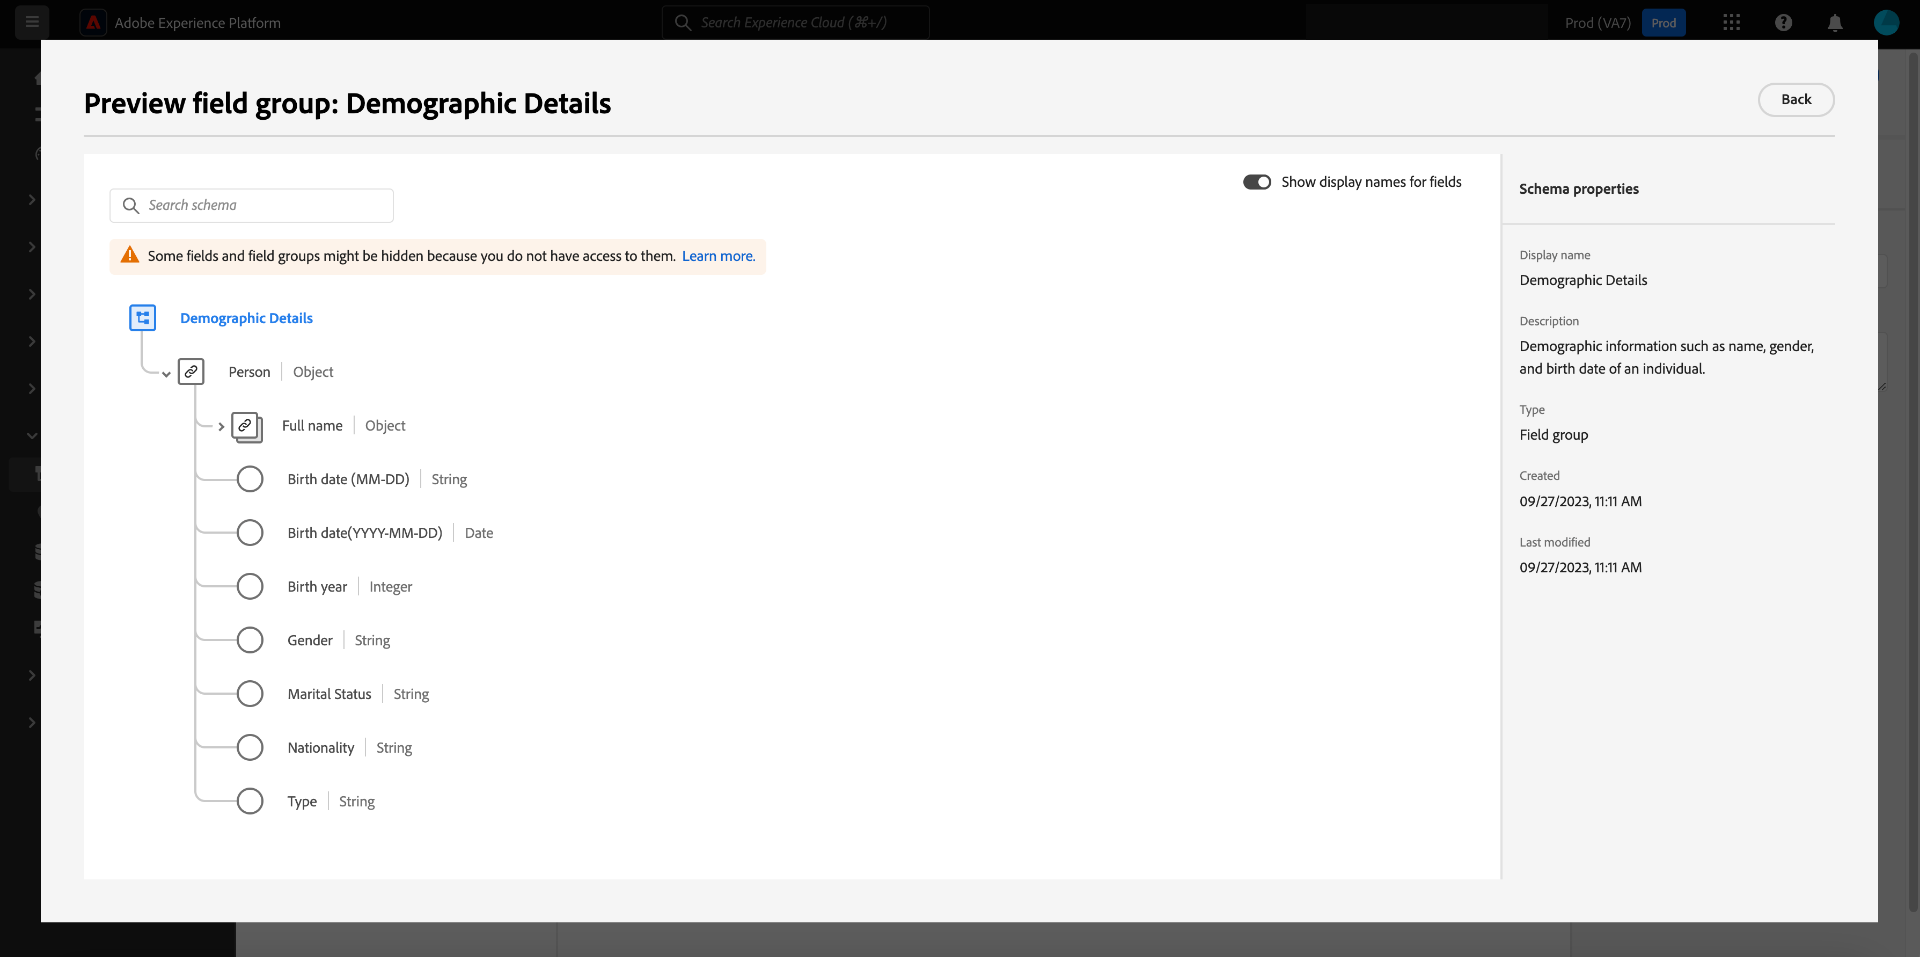 Adobe Experience Platform
Search Experience Cloud (⌘+/)
Prod (VA7)
Prod
Preview field group: Demographic Details
Back
Search schema
Show display names for fields
Some fields and field groups might be hidden because you do not have access to them. Learn more.
Demographic Details
Person | Object
Full name | Object
Birth date (MM-DD) | String
Birth date(YYYY-MM-DD) | Date
Birth year | Integer
Gender | String
Marital Status | String
Nationality | String
Type | String
Schema properties
Display name
Demographic Details
Description
Demographic information such as name, gender,
and birth date of an individual.
Type
Field group
Created
09/27/2023, 11:11 AM
Last modified
09/27/2023, 11:11 AM